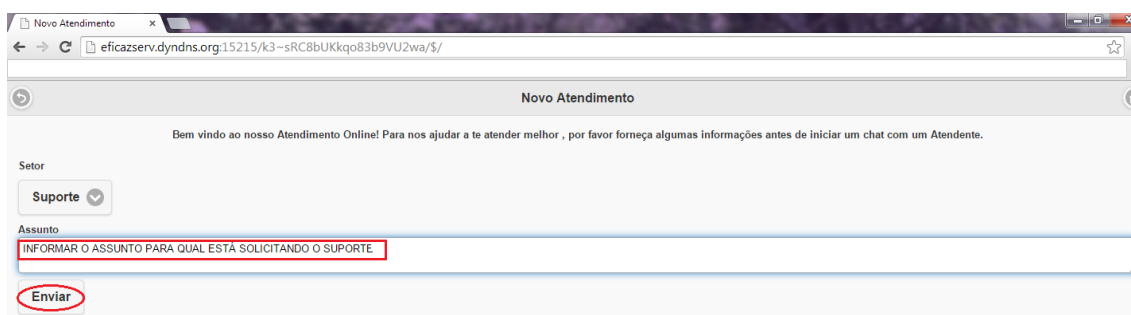 Novo Atendimento
eficazserv.dyndns.org:15215/k3~sRC8bUKkqo83b9VU2wa/$/
Novo Atendimento
Bem vindo ao nosso Atendimento Online! Para nos ajudar a te atender melhor , por favor forneça algumas informações antes de iniciar um chat com um Atendente.
Setor
Suporte
Assunto
INFORMAR O ASSUNTO PARA QUAL ESTÁ SOLICITANDO O SUPORTE
Enviar